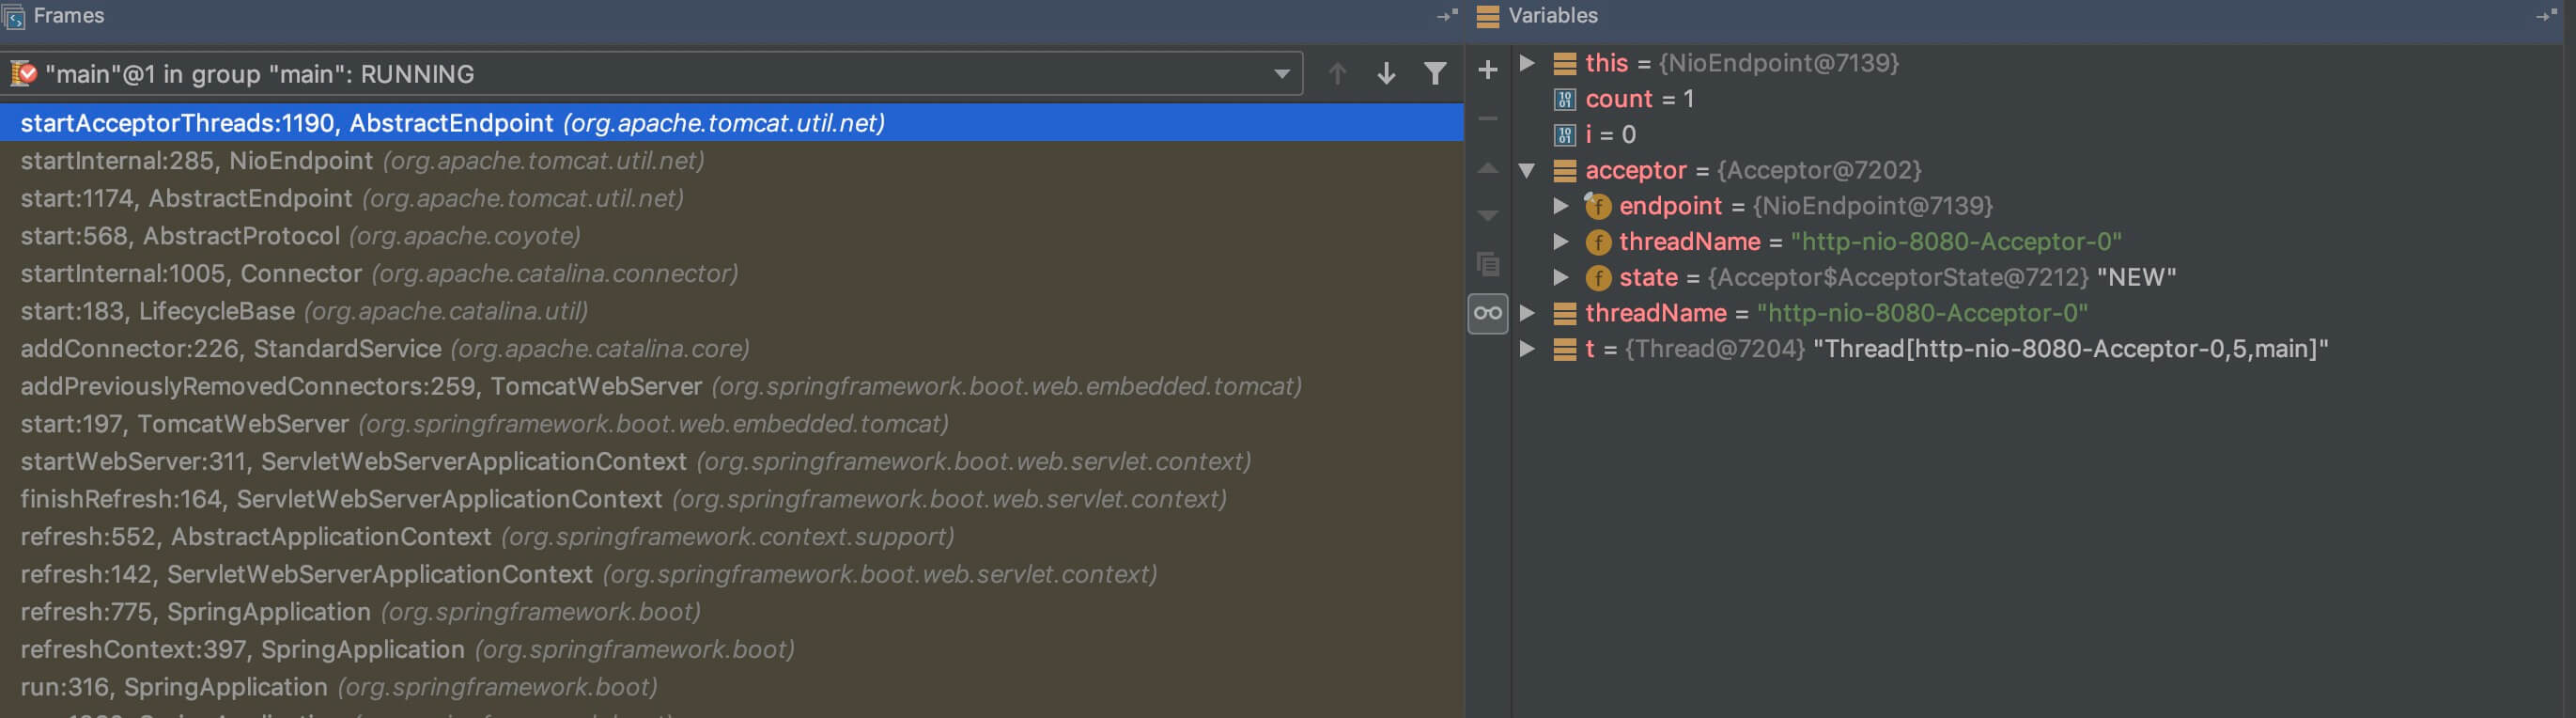 Frames
"main"@1 in group "main": RUNNING
startAcceptorThreads:1190, AbstractEndpoint (org.apache.tomcat.util.net)
startInternal:285, NioEndpoint (org.apache.tomcat.util.net)
start:1174, AbstractEndpoint (org.apache.tomcat.util.net)
start:568, AbstractProtocol (org.apache.coyote)
startInternal:1005, Connector (org.apache.catalina.connector)
start:183, LifecycleBase (org.apache.catalina.util)
addConnector:226, StandardService (org.apache.catalina.core)
addPreviouslyRemovedConnectors:259, TomcatWebServer (org.springframework.boot.web.embedded.tomcat)
start:197, TomcatWebServer (org.springframework.boot.web.embedded.tomcat)
startWebServer:311, ServletWebServerApplicationContext (org.springframework.boot.web.servlet.context)
finishRefresh:164, ServletWebServerApplicationContext (org.springframework.boot.web.servlet.context)
refresh:552, AbstractApplicationContext (org.springframework.context.support)
refresh:142, ServletWebServerApplicationContext (org.springframework.boot.web.servlet.context)
refresh:775, SpringApplication (org.springframework.boot)
refreshContext:397, SpringApplication (org.springframework.boot)
run:316, SpringApplication (org.springframework.boot)
Variables
this = {NioEndpoint@7139}
count = 1
i = 0
acceptor = {Acceptor@7202}
endpoint = {NioEndpoint@7139}
threadName = "http-nio-8080-Acceptor-0"
state = {Acceptor$AcceptorState@7212} "NEW"
threadName = "http-nio-8080-Acceptor-0"
t = {Thread@7204} "Thread[http-nio-8080-Acceptor-0,5,main]"